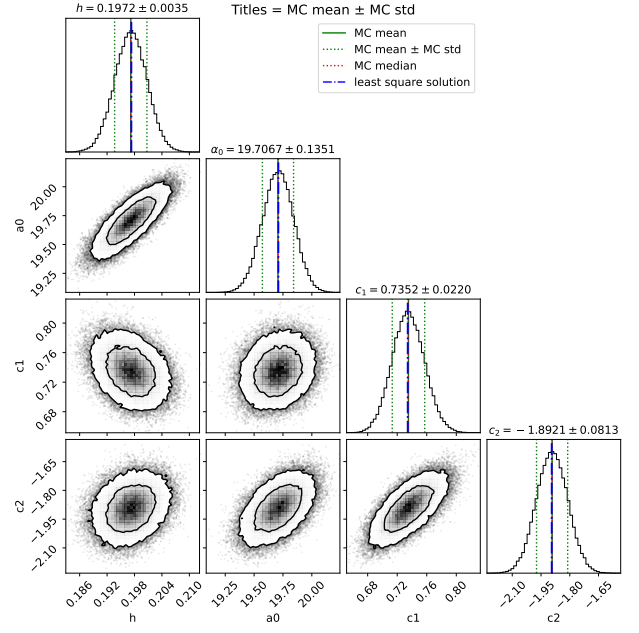 h = 0.1972 ± 0.0035
Titles = MC mean ± MC std
MC mean
MC mean ± MC std
MC median
least square solution
α₀ = 19.7067 ± 0.1351
a0
20.00
19.75
19.50
19.25
c₁ = 0.7352 ± 0.0220
c1
0.80
0.76
0.72
0.68
c₂ = −1.8921 ± 0.0813
c2
−1.65
−1.80
−1.95
−2.10
0.186 0.192 0.198 0.204 0.210
19.25 19.50 19.75 20.00
0.68 0.72 0.76 0.80
−2.10 −1.95 −1.80 −1.65
h a0 c1 c2